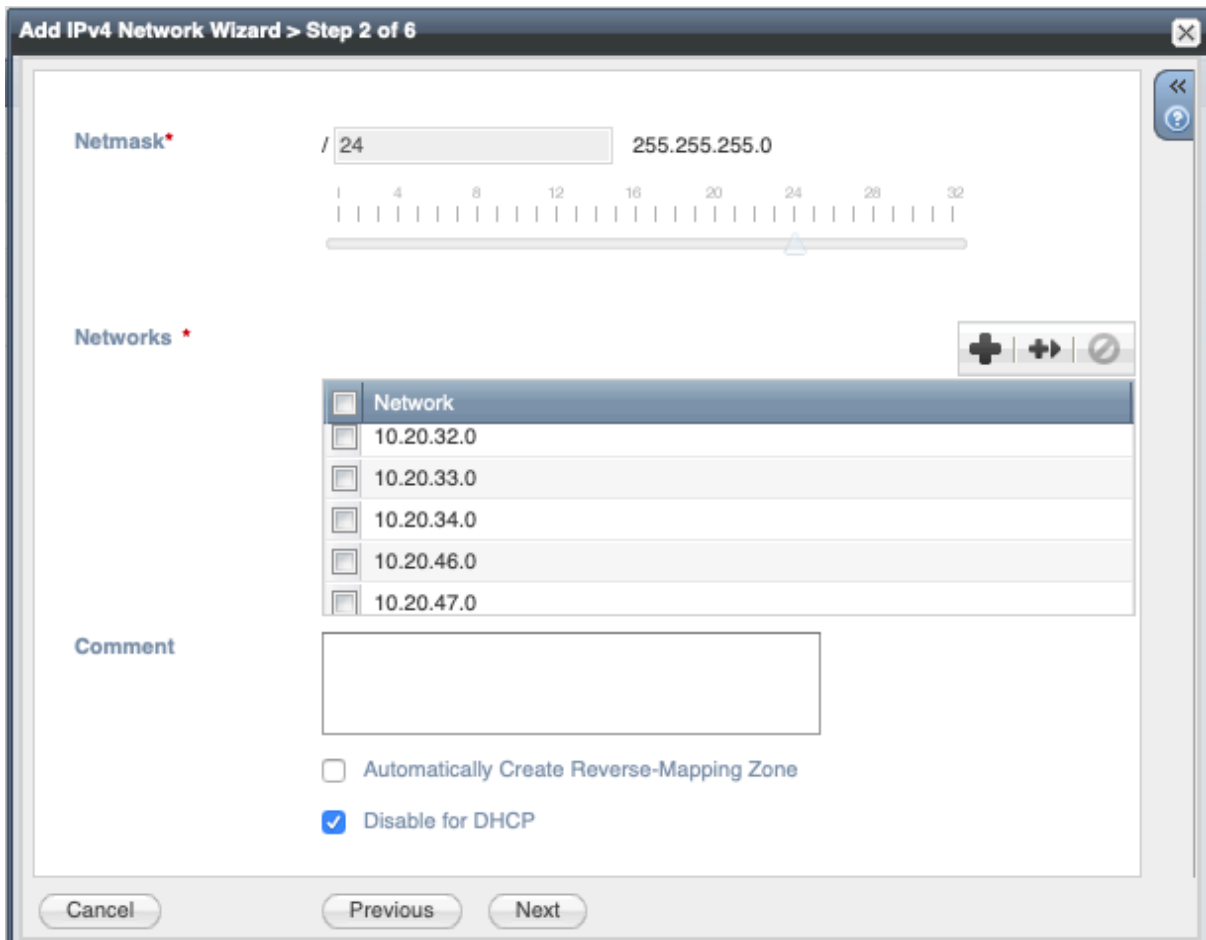 Add IPv4 Network Wizard > Step 2 of 6
Netmask* / 24 255.255.255.0
1 4 8 12 16 20 24 28 32
Networks *
Network
10.20.32.0
10.20.33.0
10.20.34.0
10.20.46.0
10.20.47.0
Comment
Automatically Create Reverse-Mapping Zone
Disable for DHCP
Cancel Previous Next